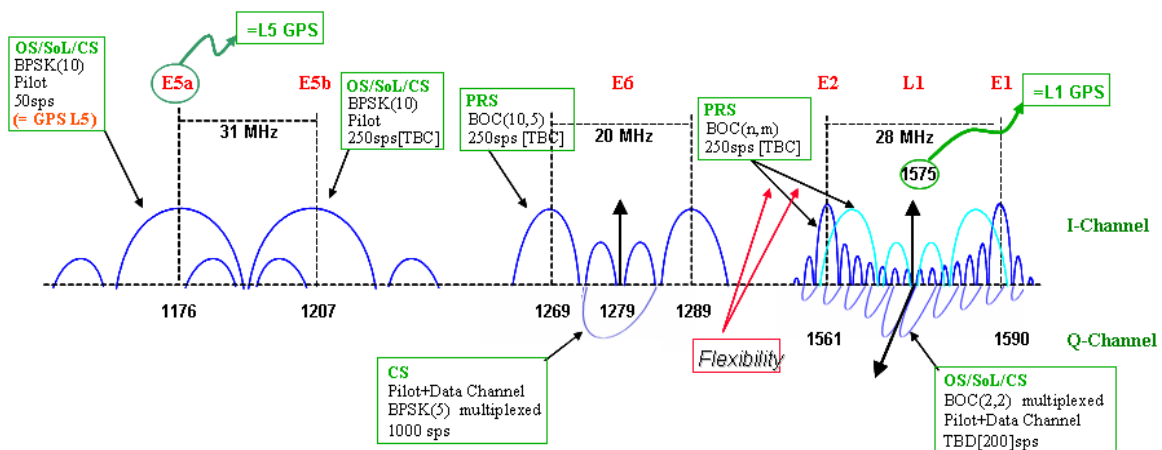 =L5 GPS
OS/SoL/CS
BPSK(10)
Pilot
50sps
(= GPS L5)
E5a
E5b
31 MHz
OS/SoL/CS
BPSK(10)
Pilot
250sps[TBC]
PRS
BOC(10,5)
250sps [TBC]
E6
20 MHz
PRS
BOC(n,m)
250sps [TBC]
E2
L1
E1
28 MHz
=L1 GPS
1575
I-Channel
1176
1207
1269
1279
1289
1561
1590
Q-Channel
Flexibility
CS
Pilot+Data Channel
BPSK(5) multiplexed
1000 sps
OS/SoL/CS
BOC(2,2) multiplexed
Pilot+Data Channel
TBD[200]sps